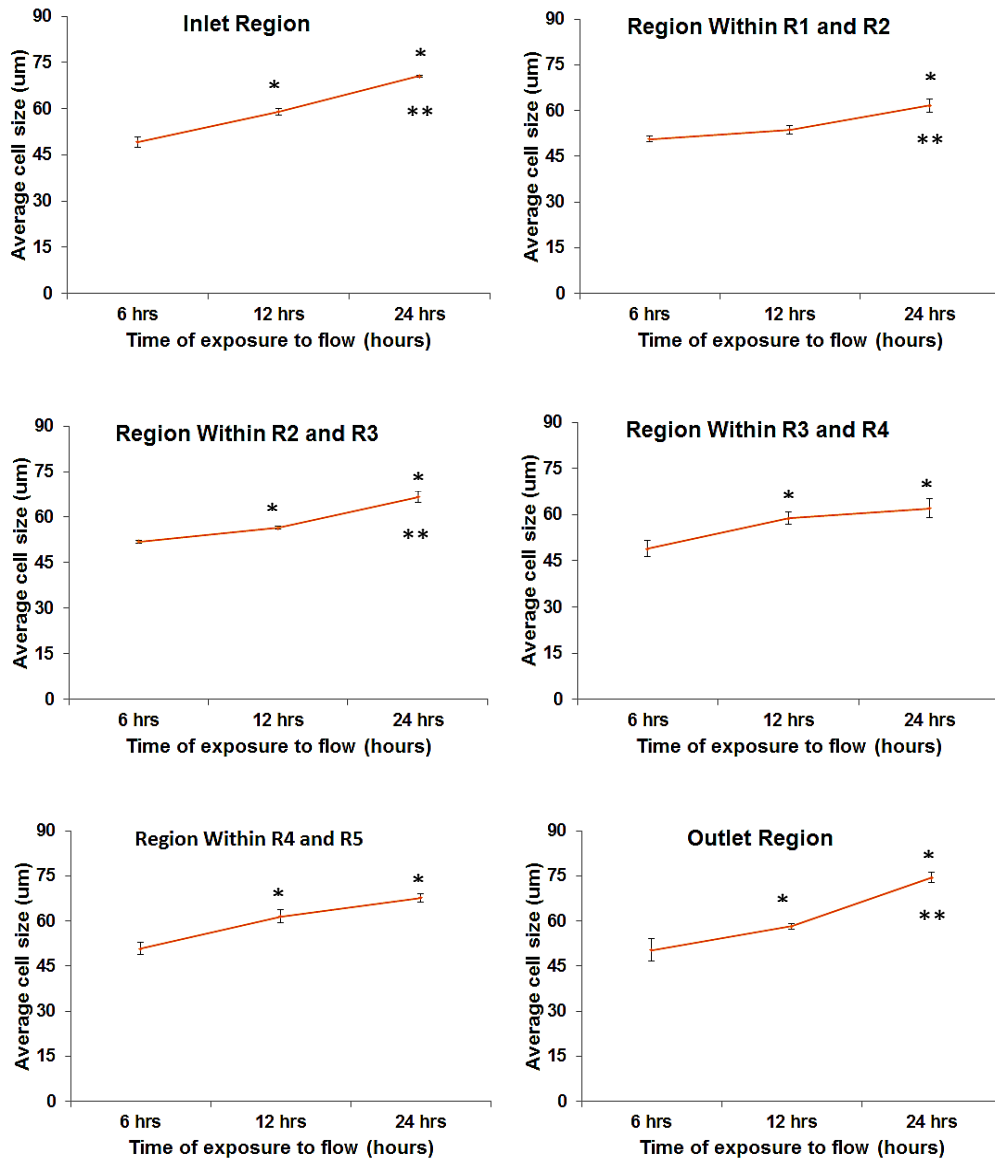 Inlet Region
Average cell size (um)
90
75
60
45
30
15
0
*
*
**
6 hrs 12 hrs 24 hrs
Time of exposure to flow (hours)
Region Within R1 and R2
Average cell size (um)
90
75
60
45
30
15
0
*
**
6 hrs 12 hrs 24 hrs
Time of exposure to flow (hours)
Region Within R2 and R3
Average cell size (um)
90
75
60
45
30
15
0
*
*
**
6 hrs 12 hrs 24 hrs
Time of exposure to flow (hours)
Region Within R3 and R4
Average cell size (um)
90
75
60
45
30
15
0
*
*
6 hrs 12 hrs 24 hrs
Time of exposure to flow (hours)
Region Within R4 and R5
Average cell size (um)
90
75
60
45
30
15
0
*
*
6 hrs 12 hrs 24 hrs
Time of exposure to flow (hours)
Outlet Region
Average cell size (um)
90
75
60
45
30
15
0
*
*
**
6 hrs 12 hrs 24 hrs
Time of exposure to flow (hours)